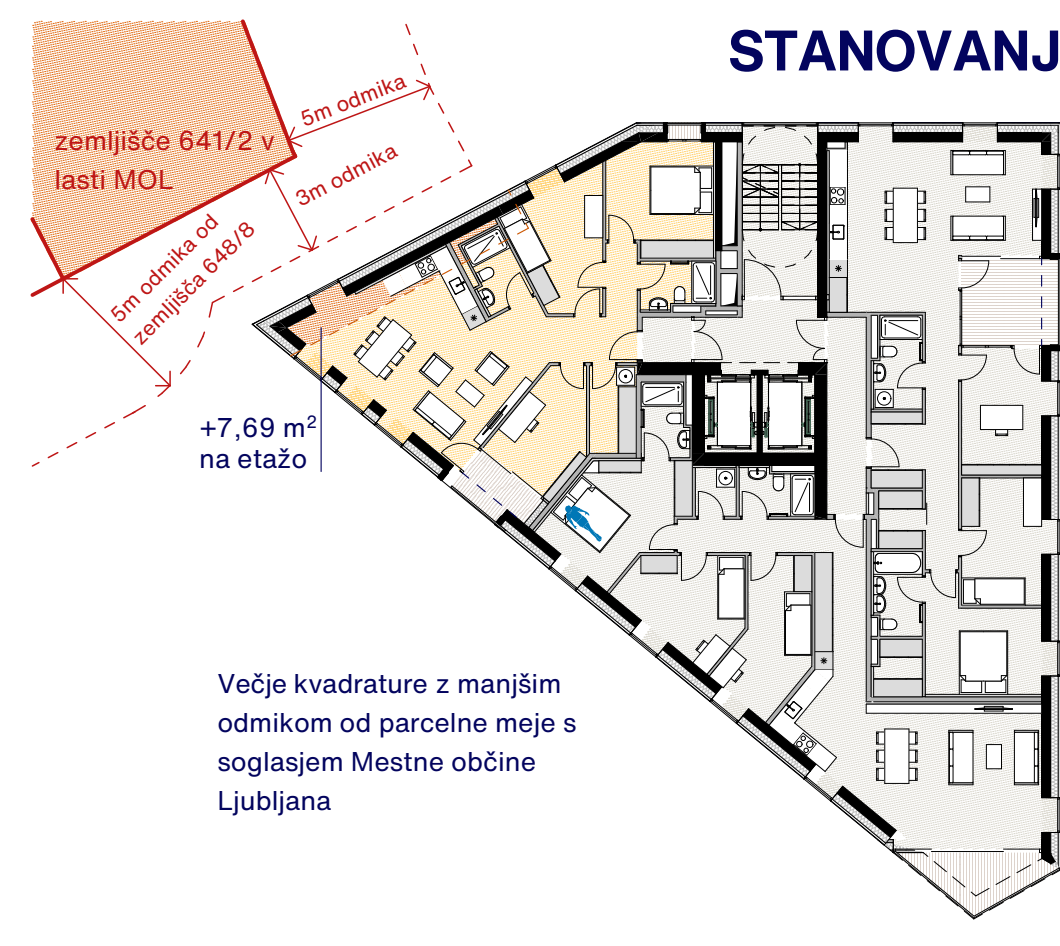 STANOVANJ
5m odmika
zemljišče 641/2 v
lasti MOL
3m odmika
5m odmika od
zemljišča 648/8
+7,69 m²
na etažo
Večje kvadrature z manjšim
odmikom od parcelne meje s
soglasjem Mestne občine
Ljubljana